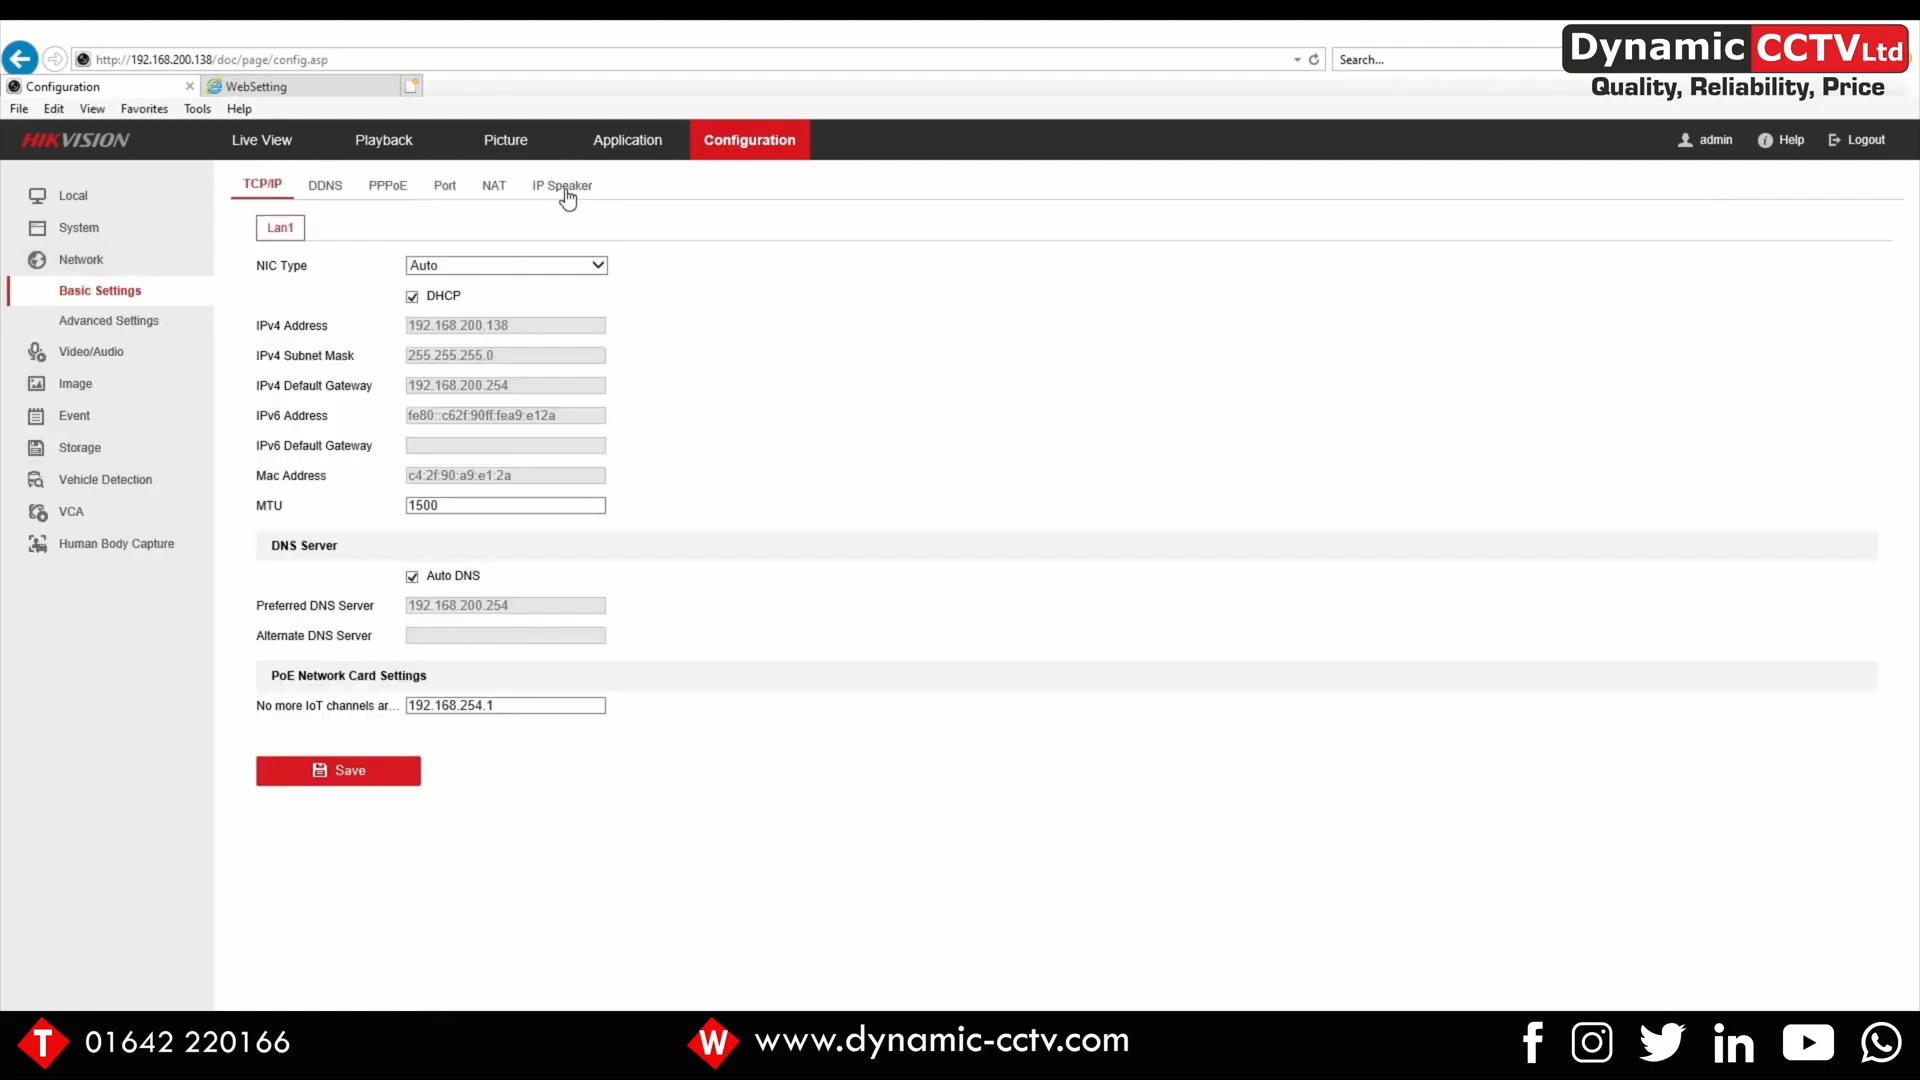 Dynamic CCTV Ltd
Quality, Reliability, Price
http://192.168.200.138/doc/page/config.asp
Search...
Configuration
WebSetting
File Edit View Favorites Tools Help
HIKVISION
Live View
Playback
Picture
Application
Configuration
admin
Help
Logout
Local
System
Network
Basic Settings
Advanced Settings
Video/Audio
Image
Event
Storage
Vehicle Detection
VCA
Human Body Capture
TCP/IP
DDNS
PPPoE
Port
NAT
IP Speaker
Lan1
NIC Type Auto
DHCP
IPv4 Address 192.168.200.138
IPv4 Subnet Mask 255.255.255.0
IPv4 Default Gateway 192.168.200.254
IPv6 Address fe80::c62f:90ff:fea9:e12a
IPv6 Default Gateway
Mac Address c4:2f:90:a9:e1:2a
MTU 1500
DNS Server
Auto DNS
Preferred DNS Server 192.168.200.254
Alternate DNS Server
PoE Network Card Settings
No more IoT channels ar... 192.168.254.1
Save
T 01642 220166
W www.dynamic-cctv.com